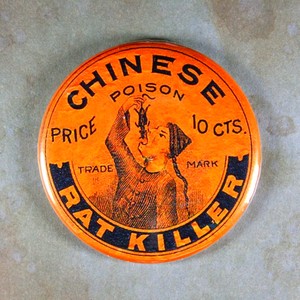 CHINESE
POISON
PRICE 10 CTS.
TRADE MARK
RAT KILLER